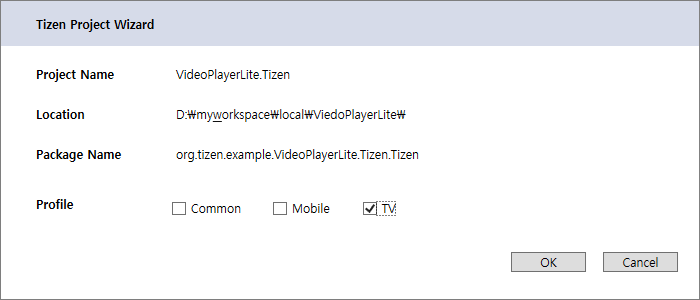 Tizen Project Wizard
Project Name VideoPlayerLite.Tizen
Location D:₩myworkspace₩local₩ViedoPlayerLite₩
Package Name org.tizen.example.VideoPlayerLite.Tizen.Tizen
Profile Common Mobile TV
OK Cancel